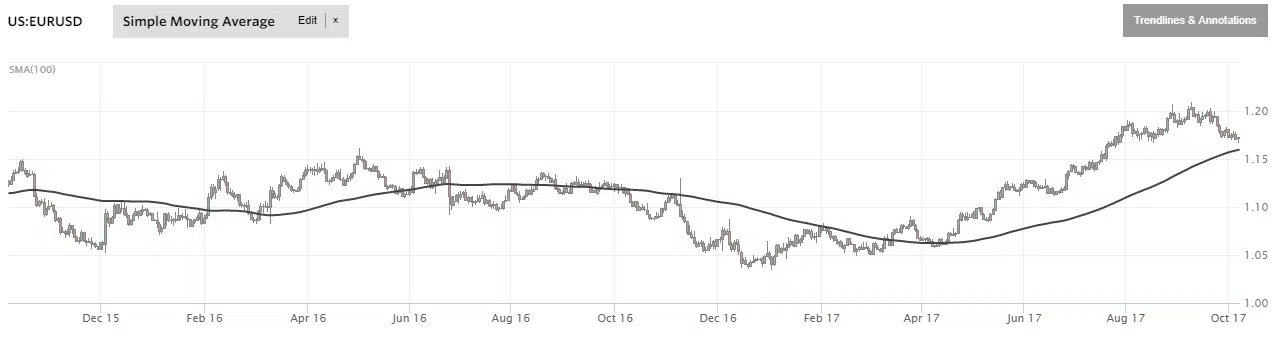 US:EURUSD Simple Moving Average Edit | × Trendlines & Annotations
SMA(100)
1.20
1.15
1.10
1.05
1.00
Dec 15 Feb 16 Apr 16 Jun 16 Aug 16 Oct 16 Dec 16 Feb 17 Apr 17 Jun 17 Aug 17 Oct 17